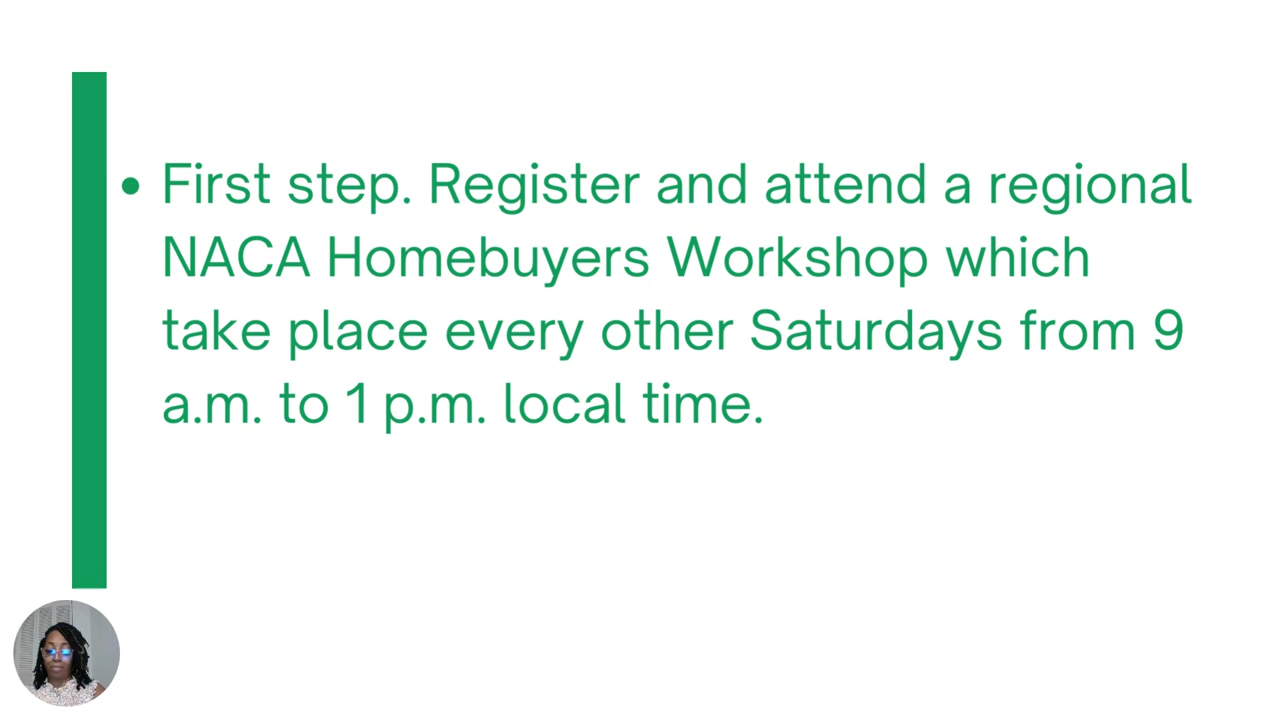 • First step. Register and attend a regional
NACA Homebuyers Workshop which
take place every other Saturdays from 9
a.m. to 1 p.m. local time.